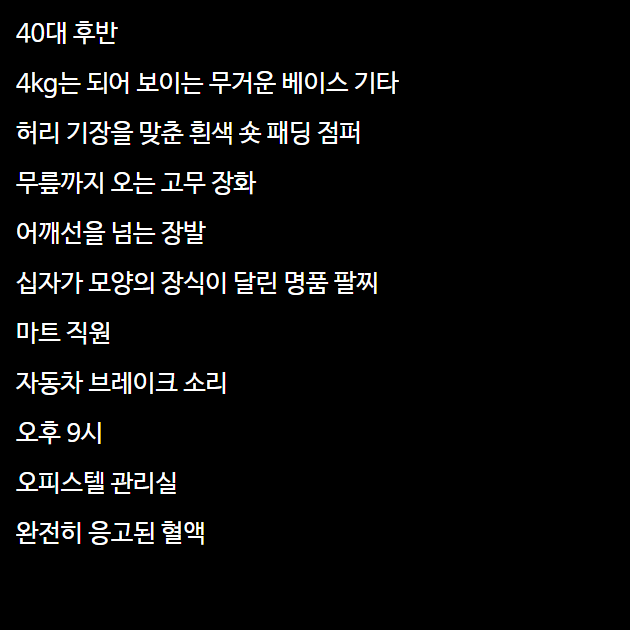 40대 후반
4kg는 되어 보이는 무거운 베이스 기타
허리 기장을 맞춘 흰색 숏 패딩 점퍼
무릎까지 오는 고무 장화
어깨선을 넘는 장발
십자가 모양의 장식이 달린 명품 팔찌
마트 직원
자동차 브레이크 소리
오후 9시
오피스텔 관리실
완전히 응고된 혈액